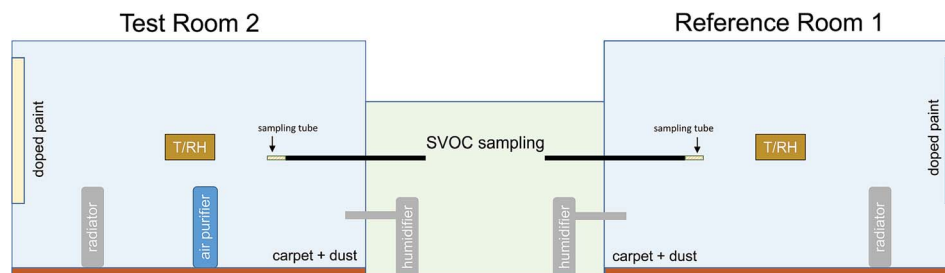 Test Room 2
Reference Room 1
doped paint
T/RH
sampling tube
SVOC sampling
sampling tube
T/RH
doped paint
radiator
air purifier
humidifier
humidifier
radiator
carpet + dust
carpet + dust